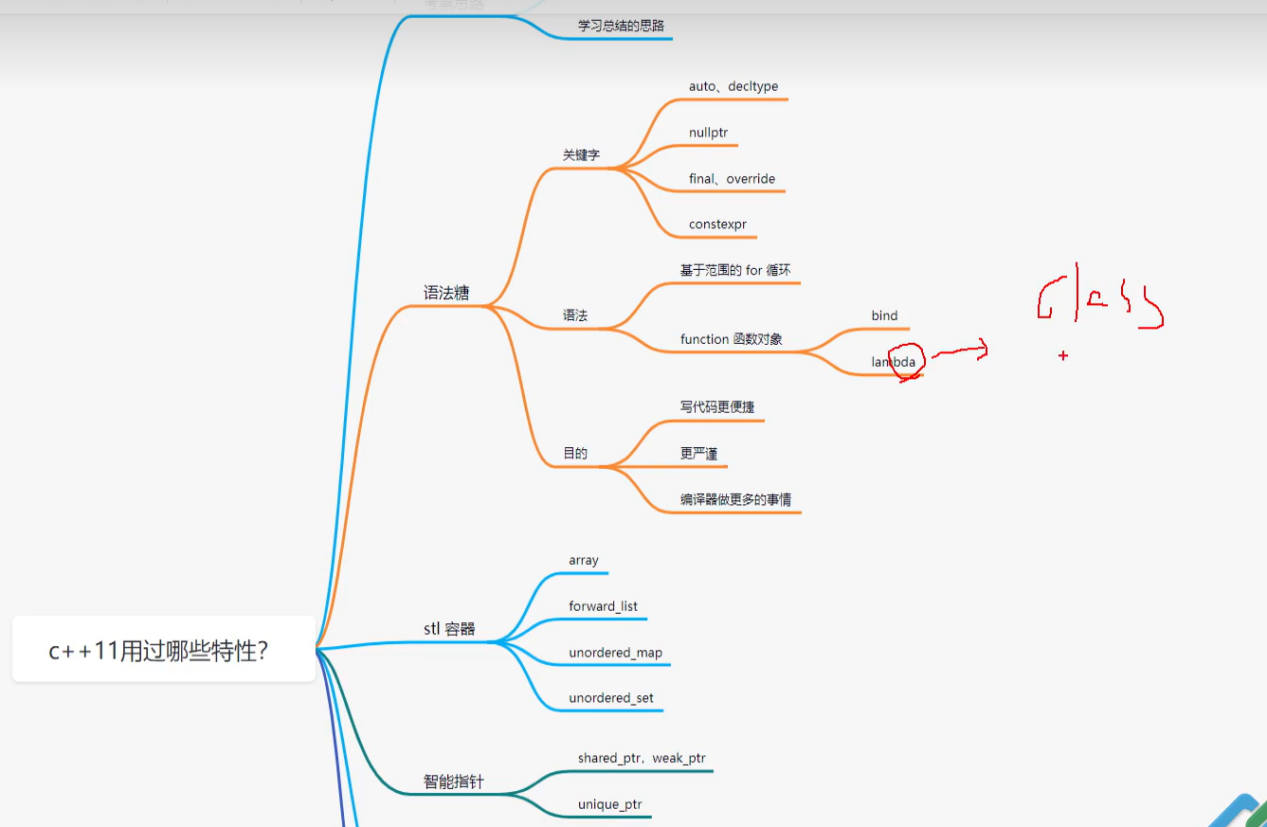 学习总结的思路
auto、decltype
nullptr
关键字
final、override
constexpr
基于范围的 for 循环
语法糖
语法
bind
function 函数对象
lambda
class
写代码更便捷
目的
更严谨
编译器做更多的事情
array
forward_list
stl 容器
c++11用过哪些特性?
unordered_map
unordered_set
shared_ptr, weak_ptr
智能指针
unique_ptr